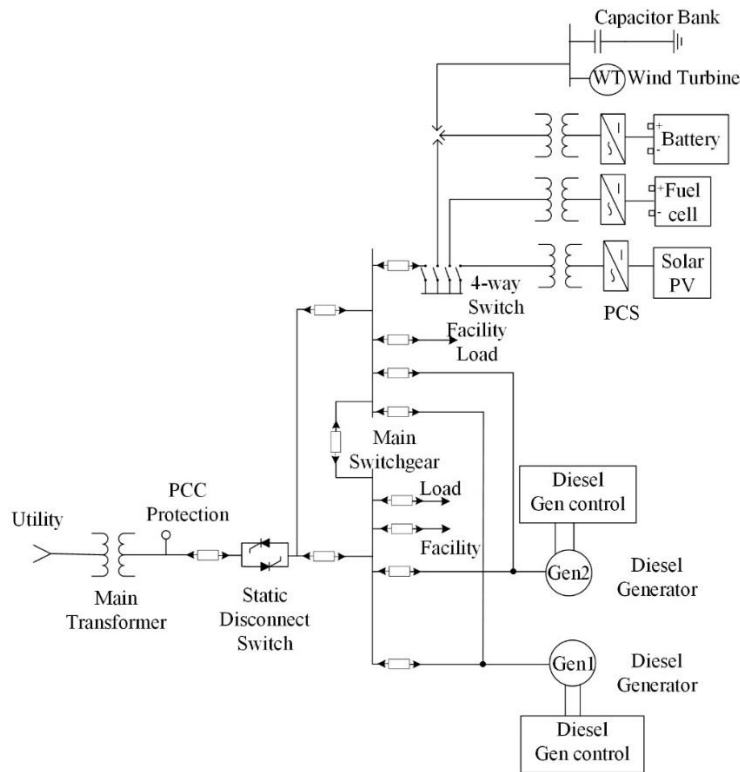 Capacitor Bank
WT Wind Turbine
+
-
Battery
+
-
Fuel
cell
Solar
PV
4-way
Switch
PCS
Facility
Load
Main
Switchgear
Diesel
Gen control
PCC
Protection
Load
Utility
Facility
Gen2
Diesel
Generator
Main
Transformer
Static
Disconnect
Switch
Gen1
Diesel
Generator
Diesel
Gen control